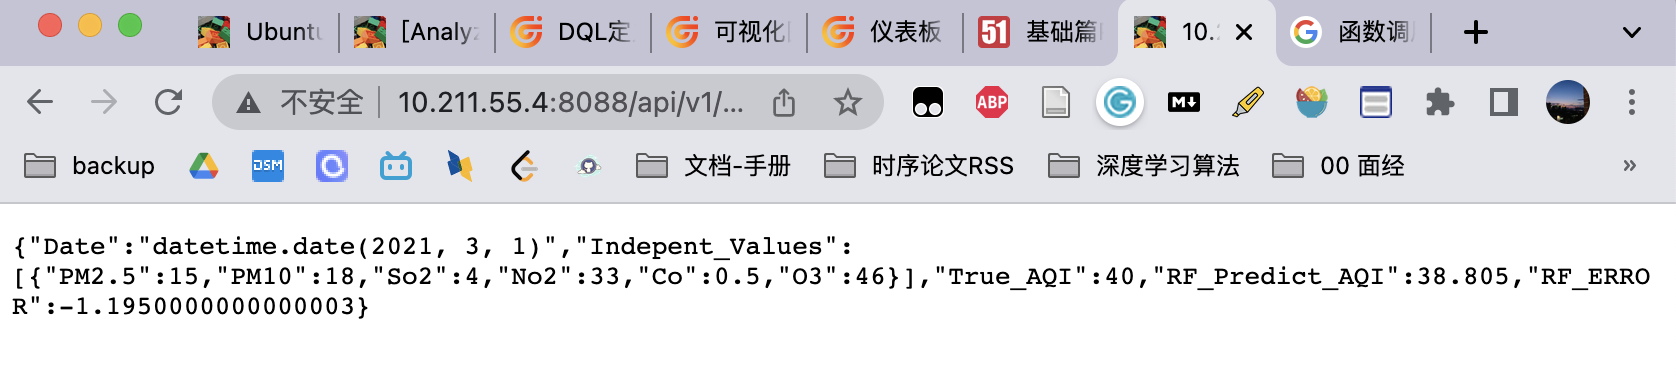 Ubuntu [Analyz DQL定 可视化 仪表板 51 基础篇 10.2 函数调
不安全 10.211.55.4:8088/api/v1/... ABP M
backup DSM 文档-手册 时序论文RSS 深度学习算法 00 面经 »
{"Date":"datetime.date(2021, 3, 1)","Indepent_Values":
[{"PM2.5":15,"PM10":18,"So2":4,"No2":33,"Co":0.5,"O3":46}],"True_AQI":40,"RF_Predict_AQI":38.805,"RF_ERRO
R":-1.1950000000000003}